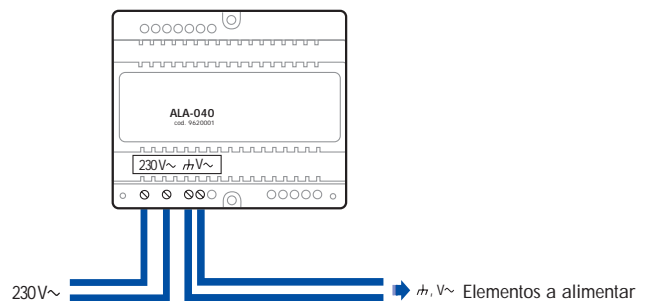 ALA-040
cod. 9620001
230V~ V~
230V~
, V~ Elementos a alimentar